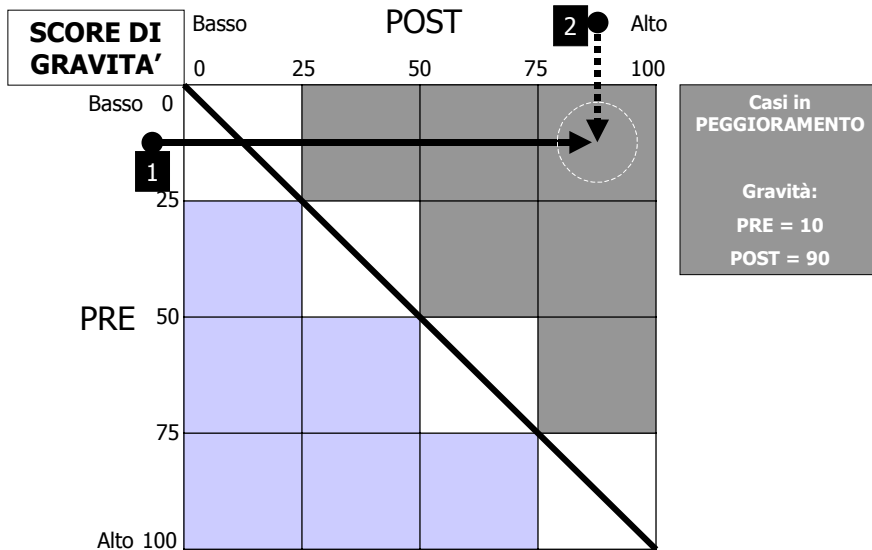 SCORE DI
GRAVITA’
Basso
POST
2
Alto
0
25
50
75
100
Basso 0
1
25
PRE
50
75
Alto 100
Casi in
PEGGIORAMENTO
Gravità:
PRE = 10
POST = 90